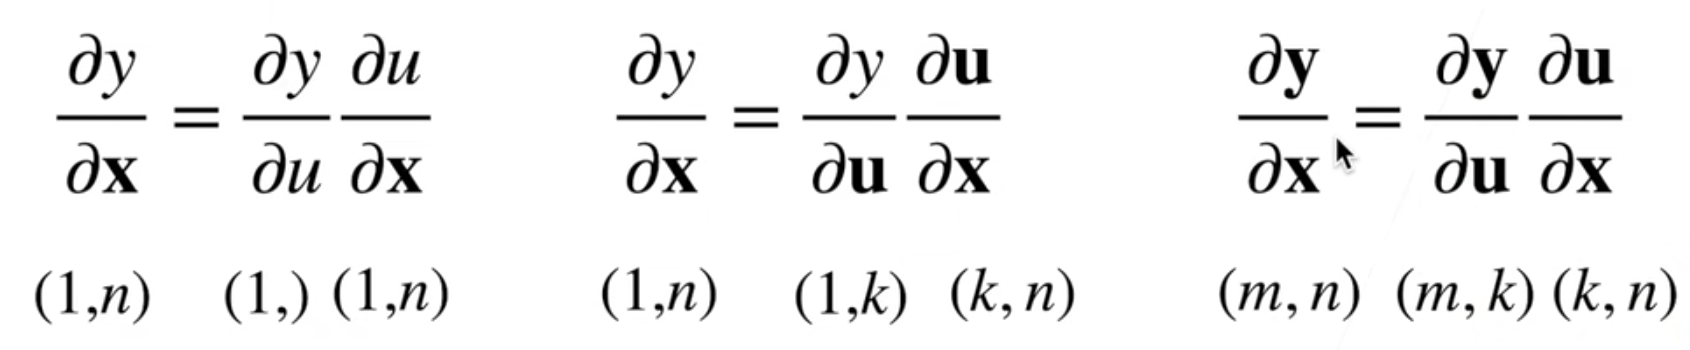 ∂y/∂𝐱 = ∂y/∂u ∂u/∂𝐱    ∂y/∂𝐱 = ∂y/∂𝐮 ∂𝐮/∂𝐱    ∂𝐲/∂𝐱 = ∂𝐲/∂𝐮 ∂𝐮/∂𝐱
(1,n) (1,) (1,n)    (1,n) (1,k) (k, n)    (m, n) (m, k) (k, n)